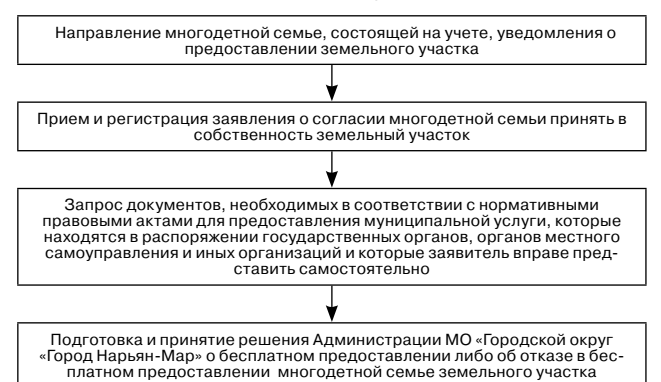 Направление многодетной семье, состоящей на учете, уведомления о
предоставлении земельного участка
Прием и регистрация заявления о согласии многодетной семьи принять в
собственность земельный участок
Запрос документов, необходимых в соответствии с нормативными
правовыми актами для предоставления муниципальной услуги, которые
находятся в распоряжении государственных органов, органов местного
самоуправления и иных организаций и которые заявитель вправе пред-
ставить самостоятельно
Подготовка и принятие решения Администрации МО «Городской округ
«Город Нарьян-Мар» о бесплатном предоставлении либо об отказе в бес-
платном предоставлении многодетной семье земельного участка